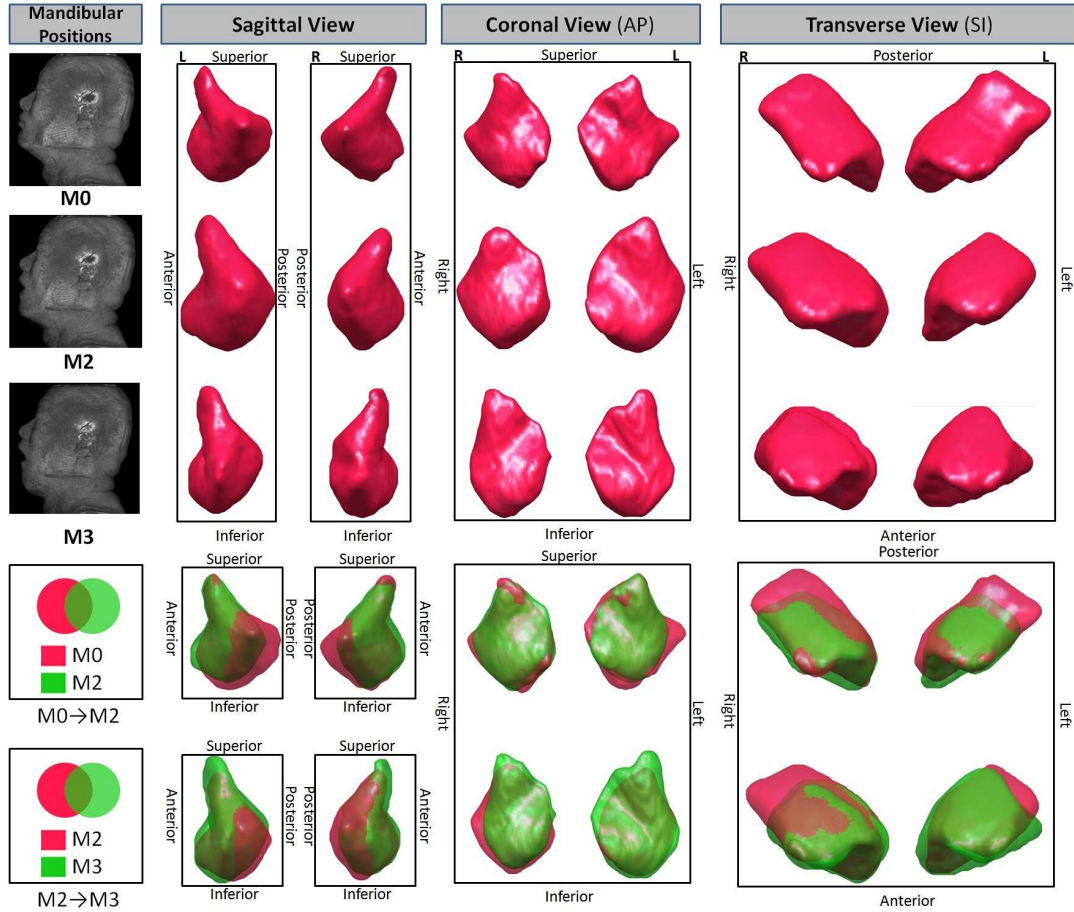 Mandibular
Positions
Sagittal View
Coronal View (AP)
Transverse View (SI)
L Superior
R Superior
R Superior L
R Posterior L
M0
Anterior
Posterior
Posterior
Anterior
Right
Left
Right
Left
M2
M3
Inferior
Inferior
Inferior
Anterior
Superior
Superior
Superior
Posterior
Anterior
Posterior
Posterior
Anterior
M0
M2
M0→M2
Inferior
Inferior
Right
Left
Right
Left
Superior
Superior
Anterior
Posterior
Posterior
Anterior
M2
M3
M2→M3
Inferior
Inferior
Inferior
Anterior